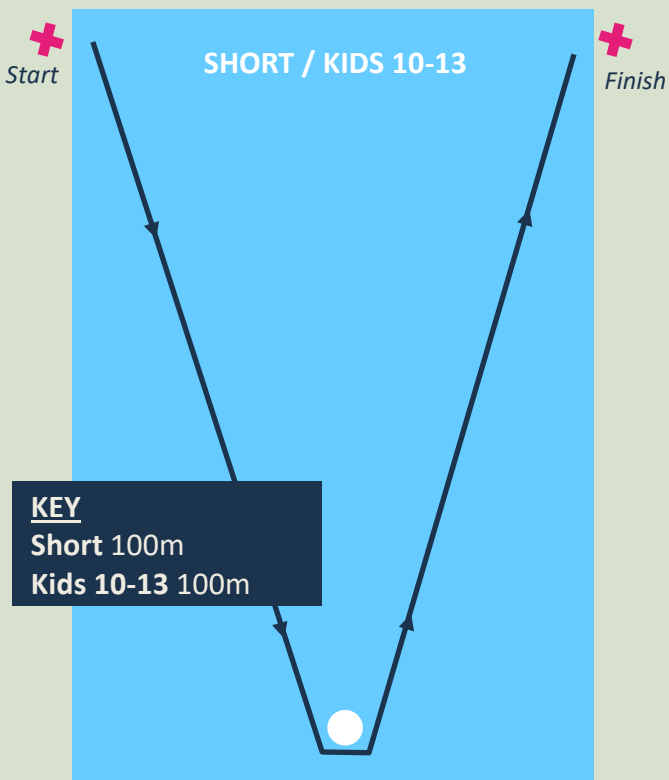 SHORT / KIDS 10-13
Start
Finish
KEY
Short 100m
Kids 10-13 100m